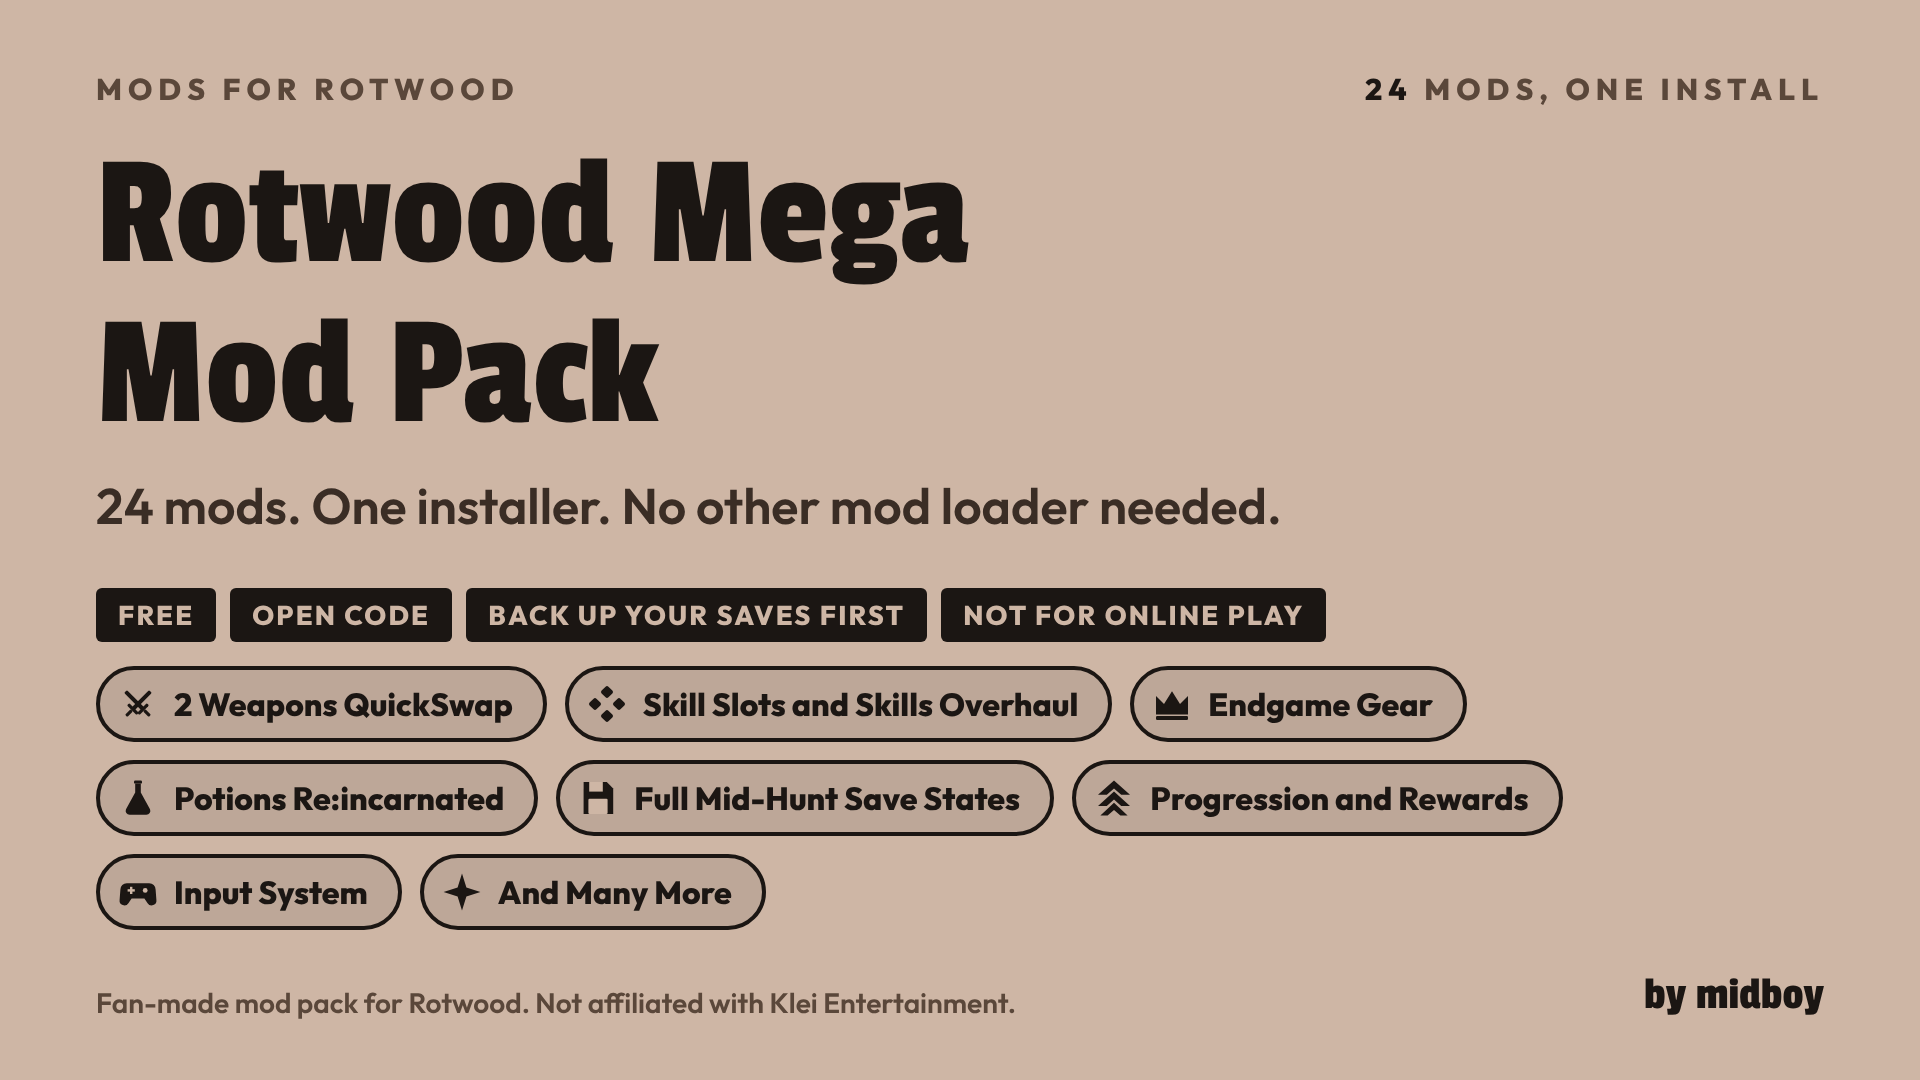 MODS FOR ROTWOOD
24 MODS, ONE INSTALL
Rotwood Mega
Mod Pack
24 mods. One installer. No other mod loader needed.
FREE
OPEN CODE
BACK UP YOUR SAVES FIRST
NOT FOR ONLINE PLAY
2 Weapons QuickSwap
Skill Slots and Skills Overhaul
Endgame Gear
Potions Re:incarnated
Full Mid-Hunt Save States
Progression and Rewards
Input System
And Many More
Fan-made mod pack for Rotwood. Not affiliated with Klei Entertainment.
by midboy